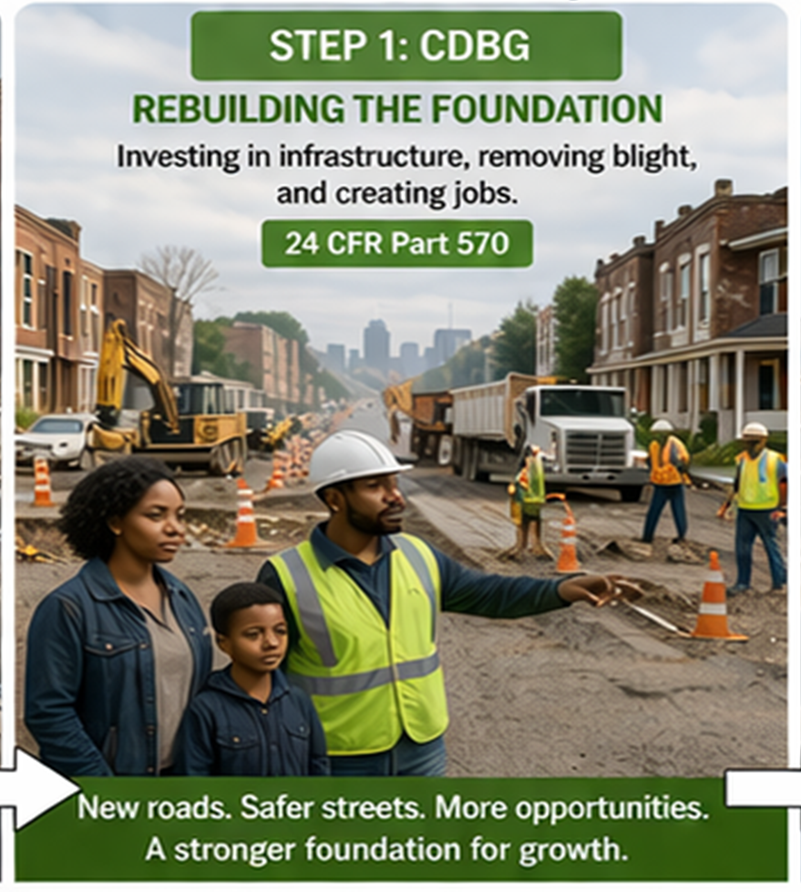 STEP 1: CDBG
REBUILDING THE FOUNDATION
Investing in infrastructure, removing blight,
and creating jobs.
24 CFR Part 570
New roads. Safer streets. More opportunities.
A stronger foundation for growth.